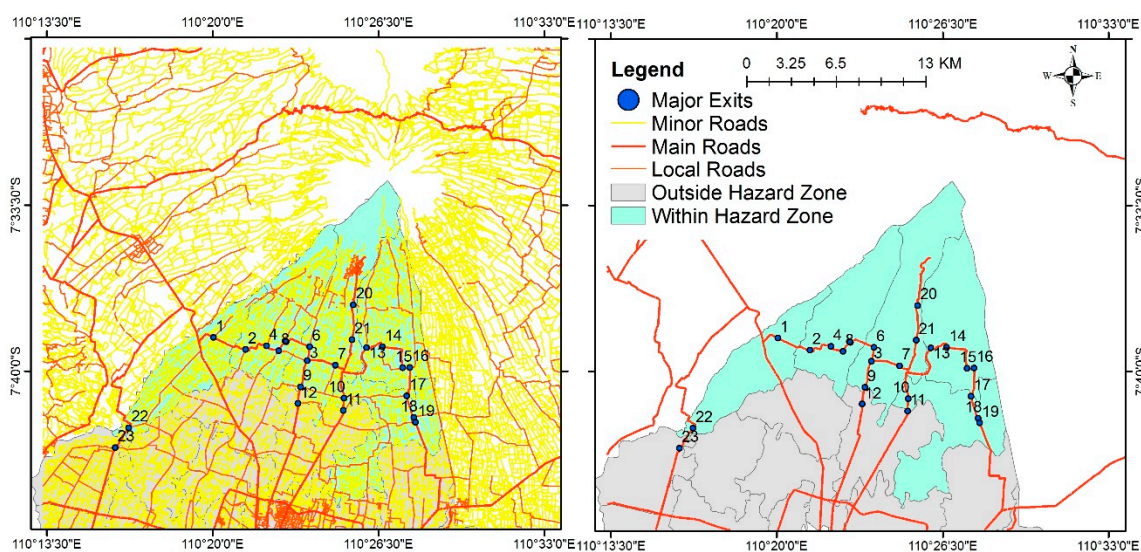 110°13'30"E 110°20'0"E 110°26'30"E 110°33'0"E
110°20'0"E 110°26'30"E 110°33'0"E
7°33'30"S
7°40'0"S
1
2
4
8
6
3
7
20
21
13
14
15
16
9
12
10
11
17
18
19
22
23
Legend
Major Exits
Minor Roads
Main Roads
Local Roads
Outside Hazard Zone
Within Hazard Zone
0 3.25 6.5 13 KM
N
W E
S
1
2
4
8
6
3
7
20
21
13
14
15
16
9
12
10
11
17
18
19
22
23
7°33'30"S
7°40'0"S
110°13'30"E 110°20'0"E 110°26'30"E 110°33'0"E
110°13'30"E 110°20'0"E 110°26'30"E 110°33'0"E